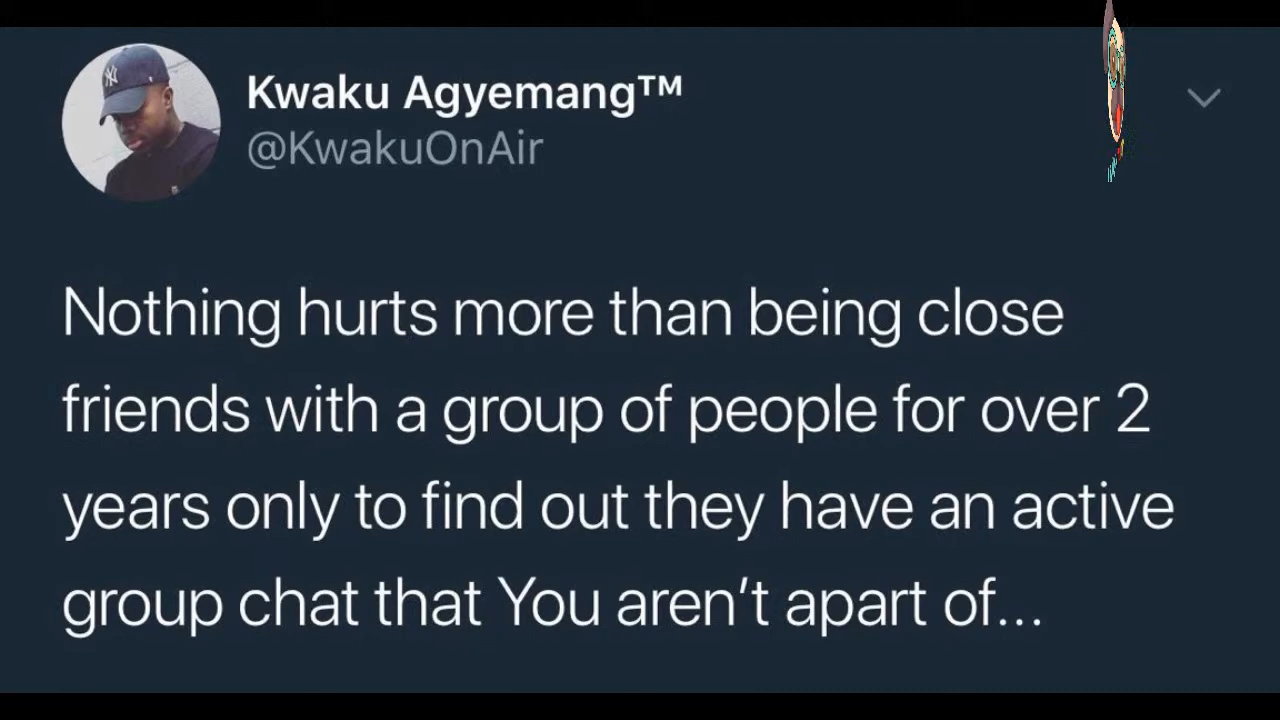 Kwaku Agyemang™
@KwakuOnAir
Nothing hurts more than being close
friends with a group of people for over 2
years only to find out they have an active
group chat that You aren’t apart of...